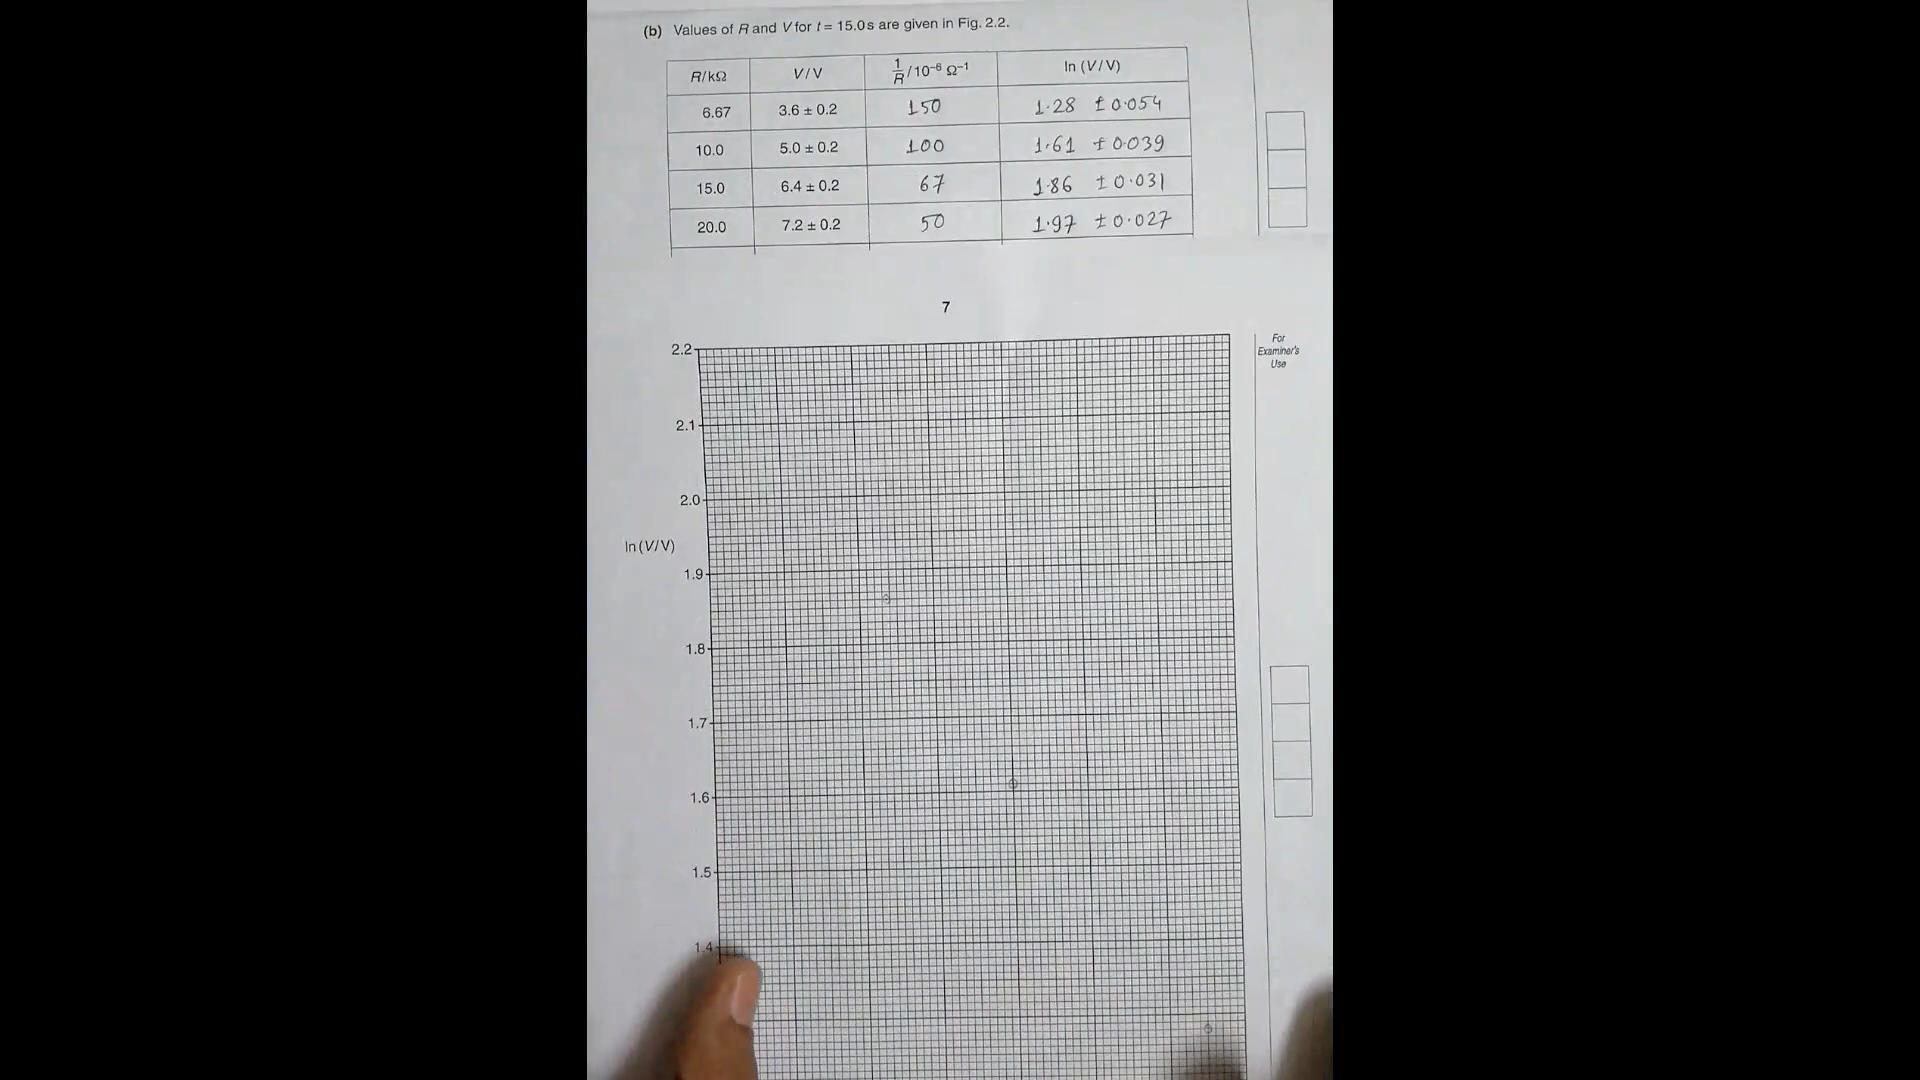 (b) Values of R and V for t = 15.0 s are given in Fig. 2.2.
R/kΩ V/V 1/R /10⁻⁶ Ω⁻¹ ln (V/V)
6.67 3.6 ± 0.2 150 1.28 ± 0.054
10.0 5.0 ± 0.2 100 1.61 ± 0.039
15.0 6.4 ± 0.2 67 1.86 ± 0.031
20.0 7.2 ± 0.2 50 1.97 ± 0.027
7
For
Examiner's
Use
2.2
2.1
2.0
ln (V/V)
1.9
1.8
1.7
1.6
1.5
1.4